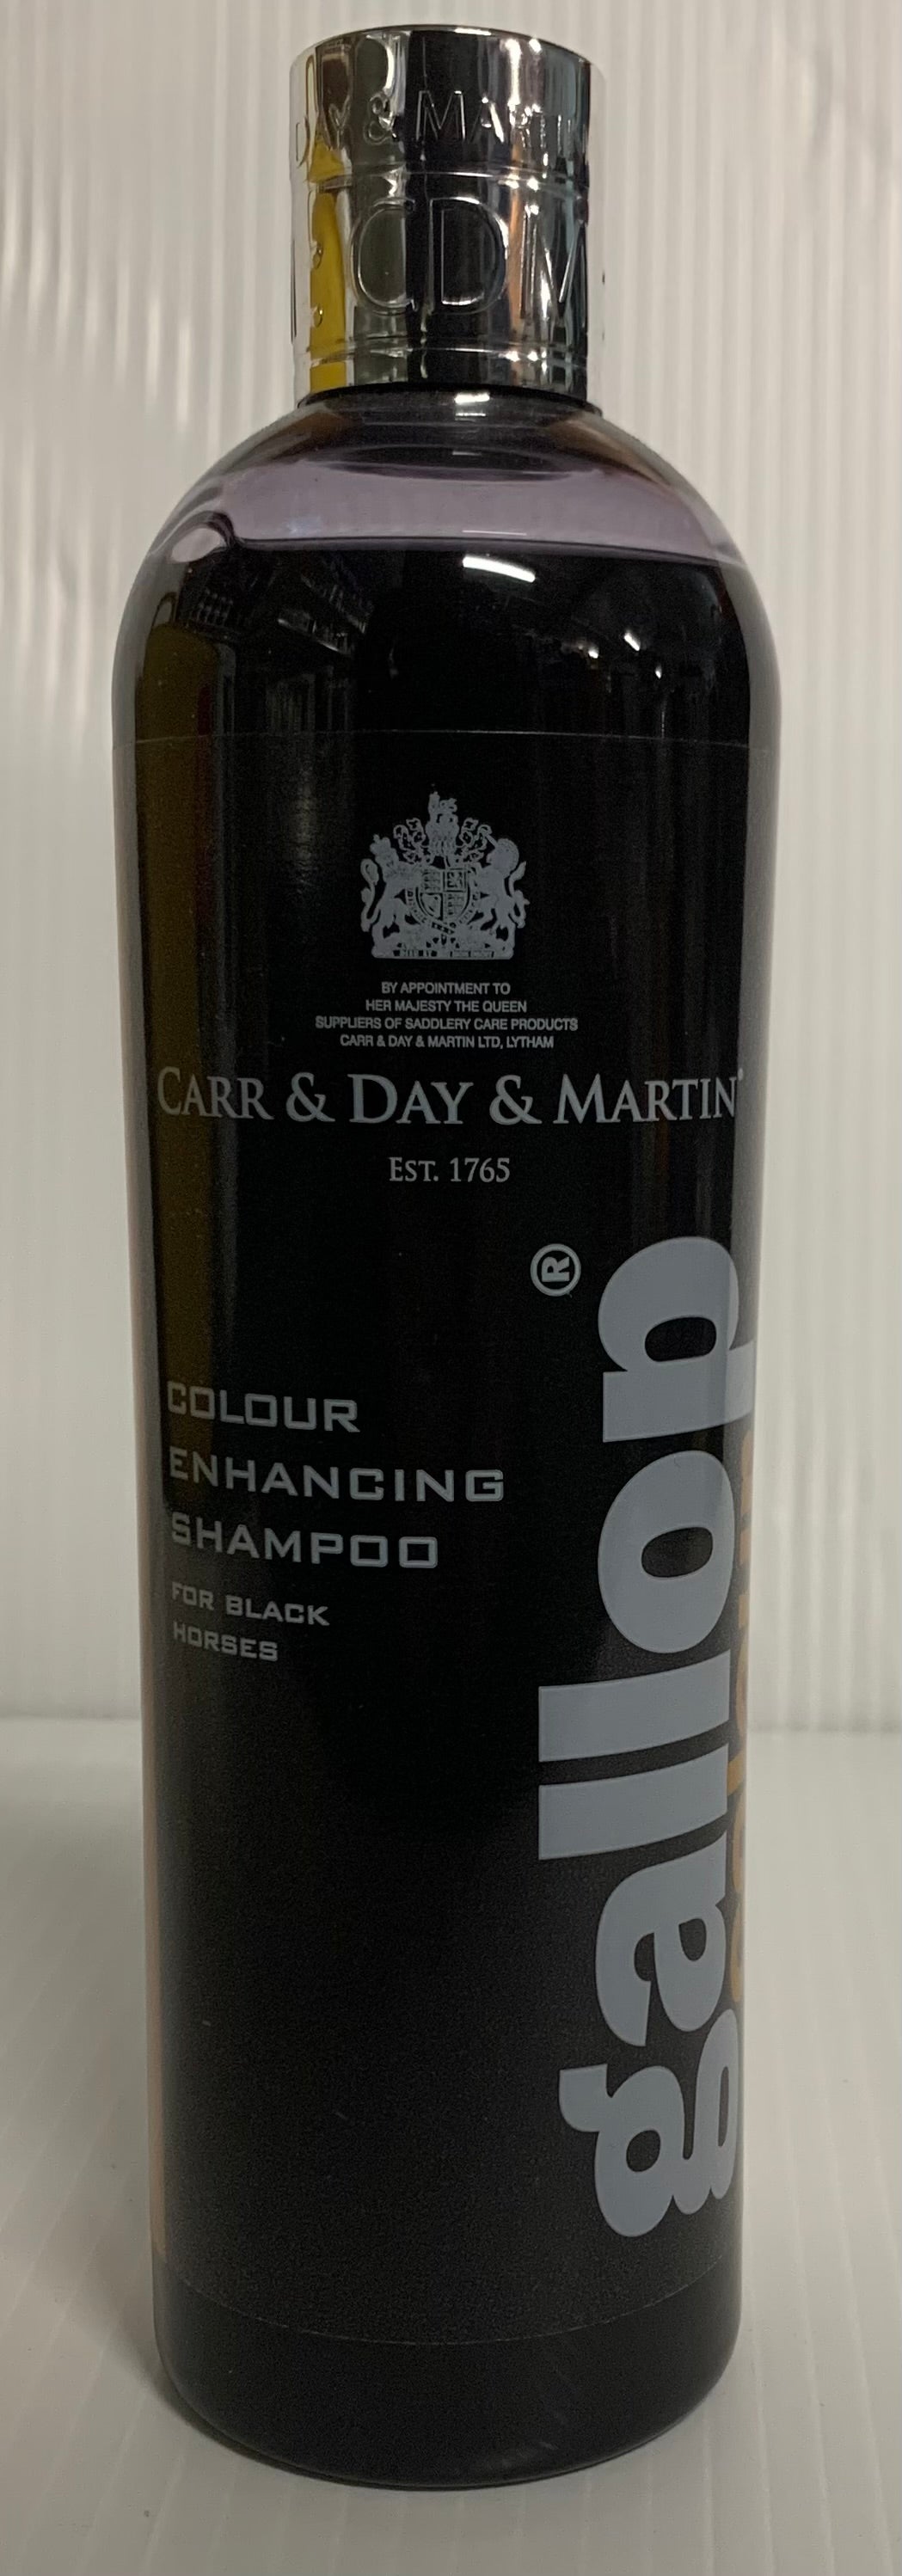 DAY & MARTIN
CDM
BY APPOINTMENT TO
HER MAJESTY THE QUEEN
SUPPLIERS OF SADDLERY CARE PRODUCTS
CARR & DAY & MARTIN LTD, LYTHAM
CARR & DAY & MARTIN®
EST. 1765
COLOUR
ENHANCING
SHAMPOO
FOR BLACK
HORSES
gallop®